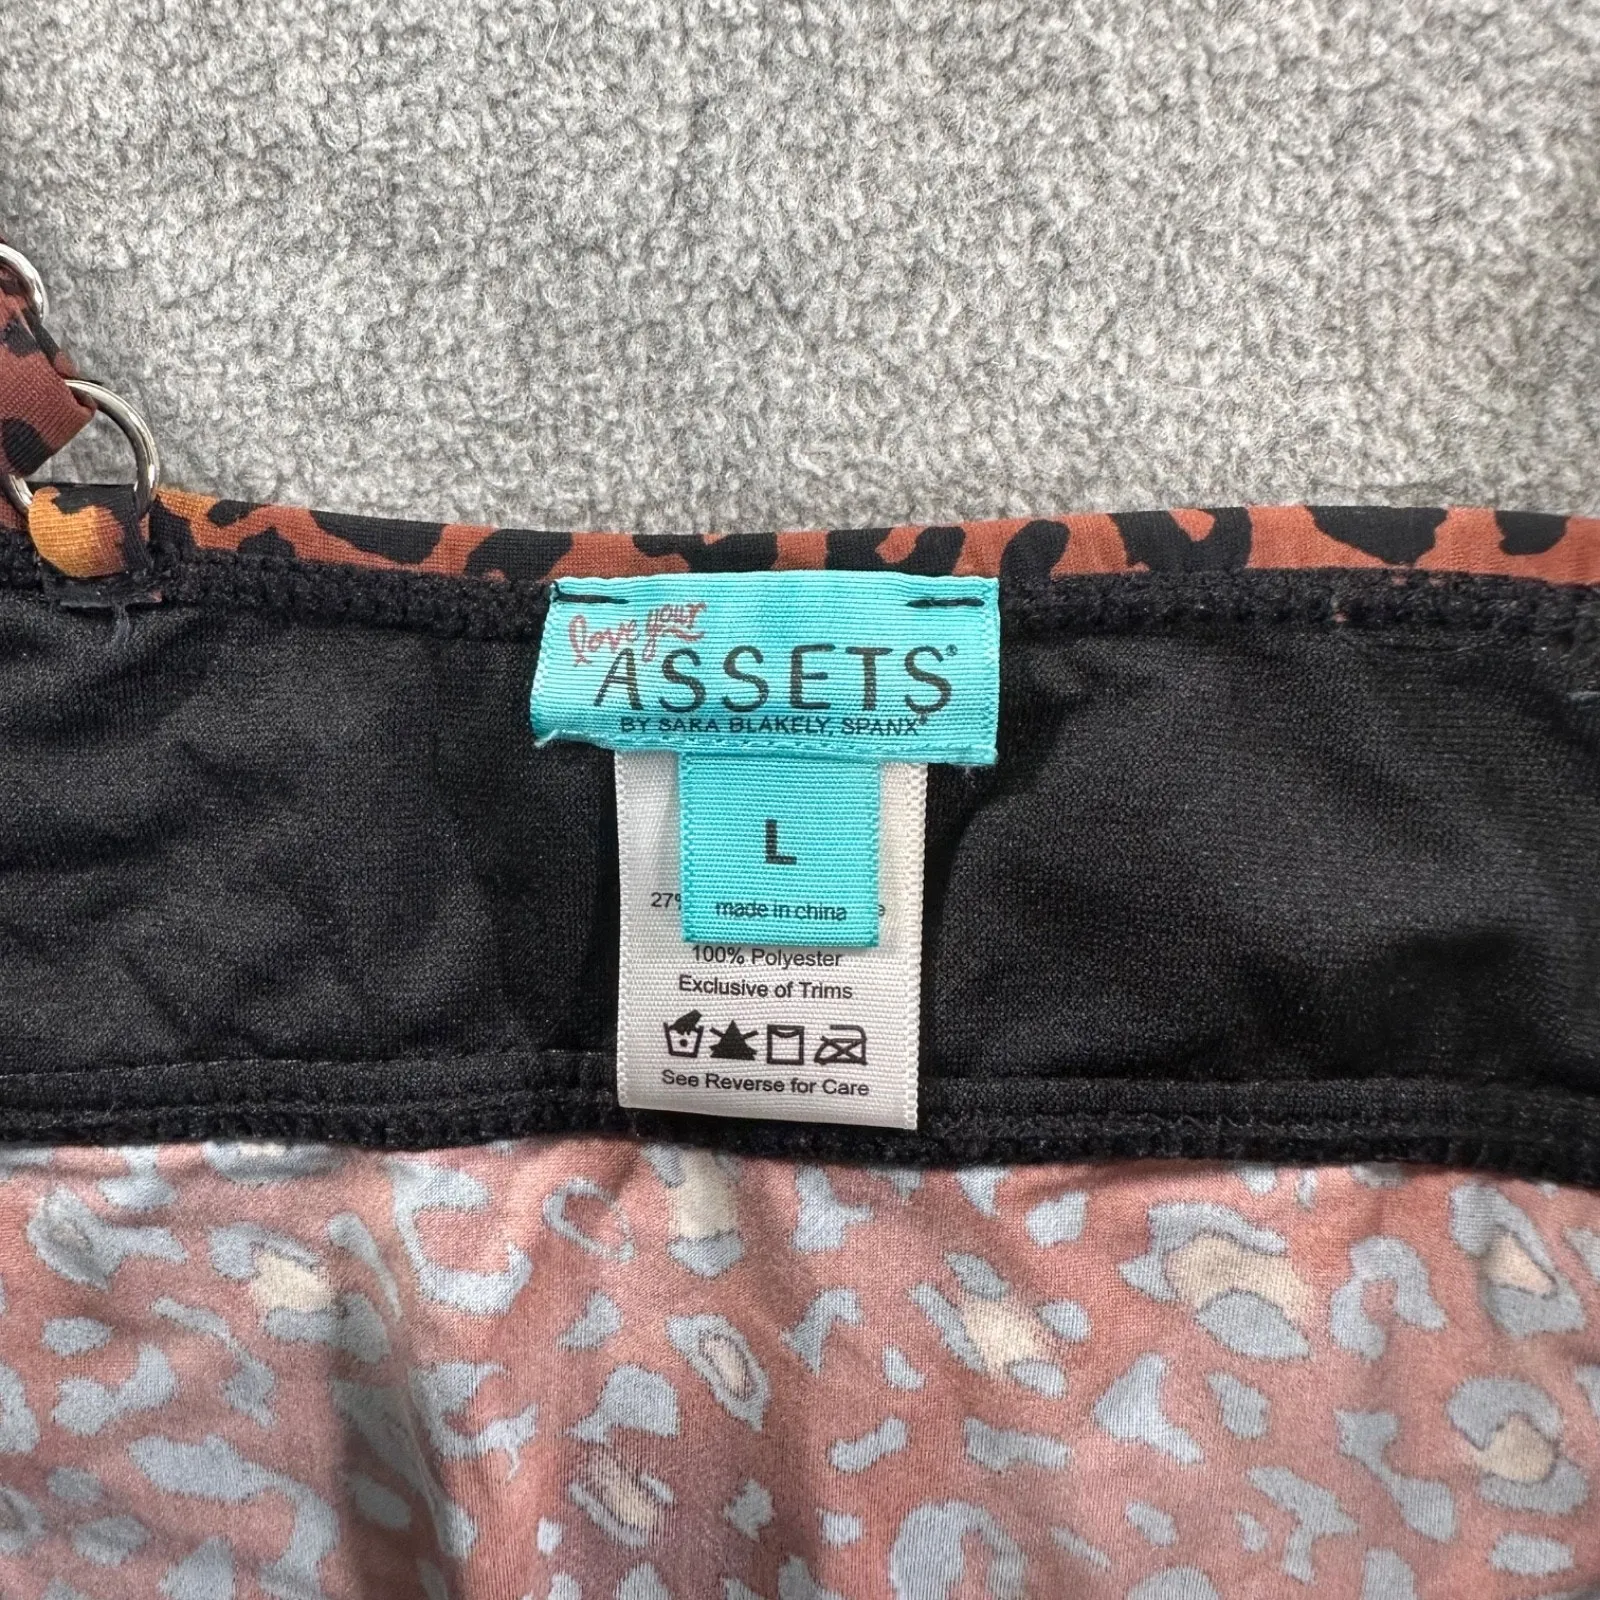 love your
ASSETS®
BY SARA BLAKELY, SPANX®
L
27%
made in china
100% Polyester
Exclusive of Trims
See Reverse for Care